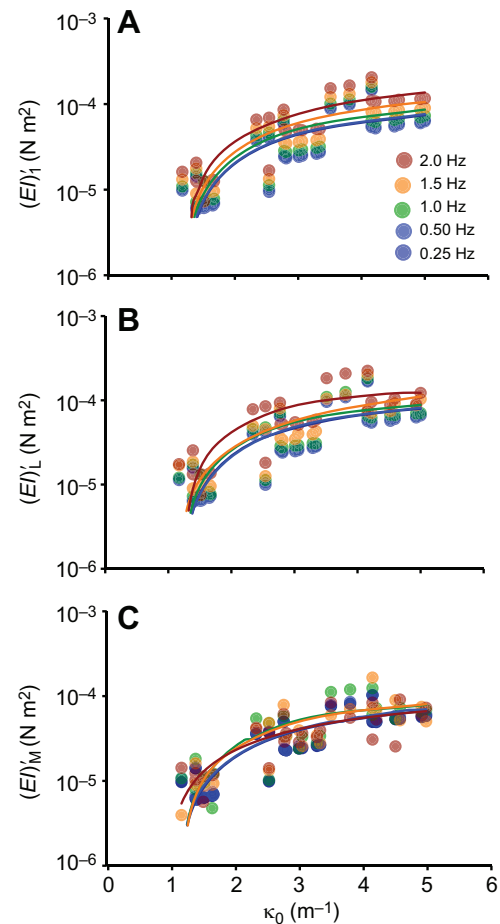 A
10⁻³
10⁻⁴
10⁻⁵
10⁻⁶
(EI)′₁ (N m²)
2.0 Hz
1.5 Hz
1.0 Hz
0.50 Hz
0.25 Hz
B
10⁻³
10⁻⁴
10⁻⁵
10⁻⁶
(EI)′L (N m²)
C
10⁻³
10⁻⁴
10⁻⁵
10⁻⁶
(EI)′M (N m²)
0 1 2 3 4 5 6
κ₀ (m⁻¹)